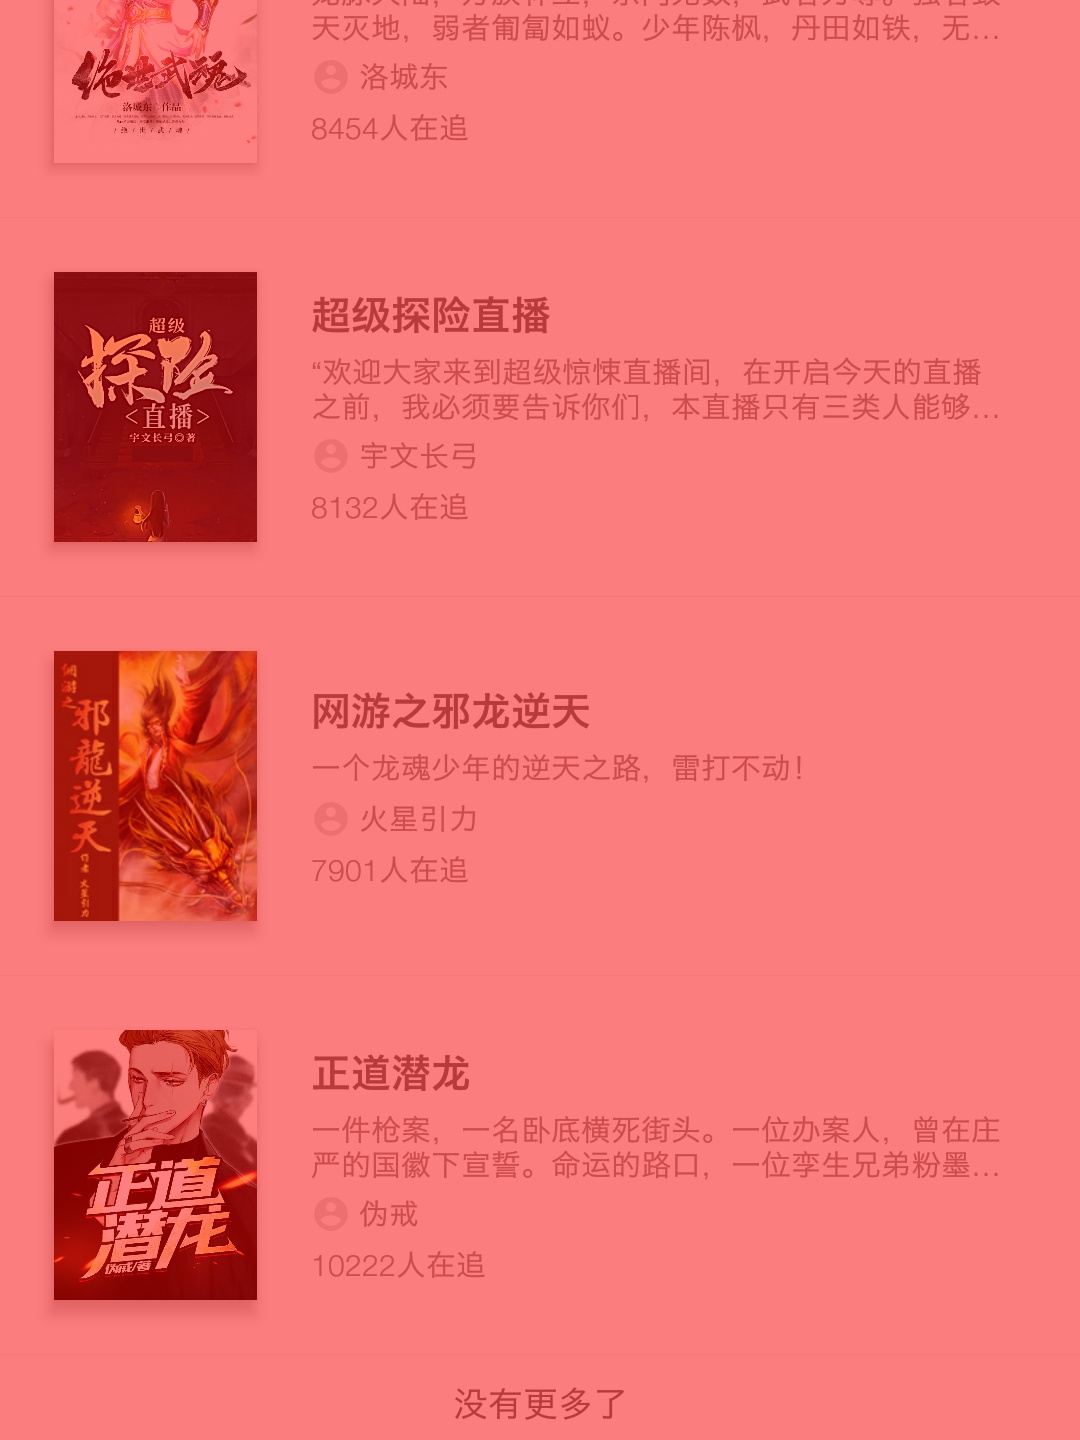 绝世武魂
洛城东 作品
/ 绝 / 世 / 武 / 魂 /
天灭地，弱者匍匐如蚁。少年陈枫，丹田如铁，无…
洛城东
8454人在追
超级
探险
<直播>
宇文长弓◎著
超级探险直播
“欢迎大家来到超级惊悚直播间，在开启今天的直播
之前，我必须要告诉你们，本直播只有三类人能够…
宇文长弓
8132人在追
网游之
邪龍逆天
作者 火星引力
网游之邪龙逆天
一个龙魂少年的逆天之路，雷打不动！
火星引力
7901人在追
正道
潜龙
伪戒/著
正道潜龙
一件枪案，一名卧底横死街头。一位办案人，曾在庄
严的国徽下宣誓。命运的路口，一位孪生兄弟粉墨…
伪戒
10222人在追
没有更多了